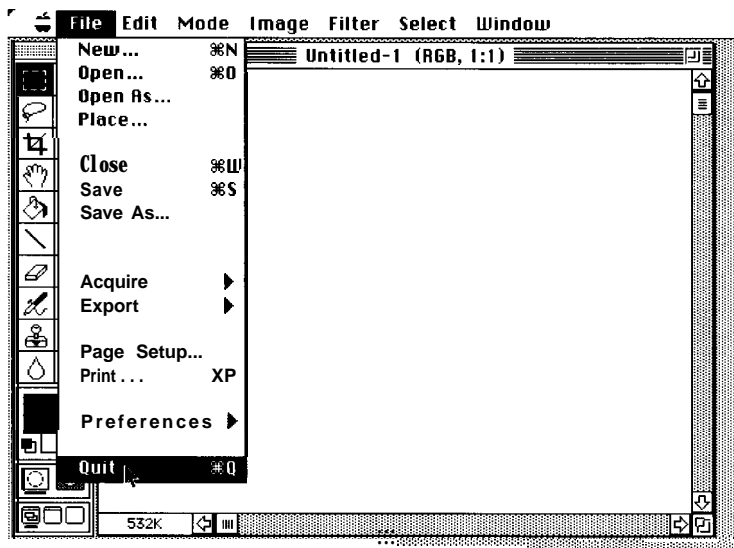 File Edit Mode Image Filter Select Window
Untitled-1 (RGB, 1:1)
New... ⌘N
Open... ⌘O
Open As...
Place...
Close ⌘W
Save ⌘S
Save As...
Acquire
Export
Page Setup...
Print... XP
Preferences
Quit ⌘Q
532K